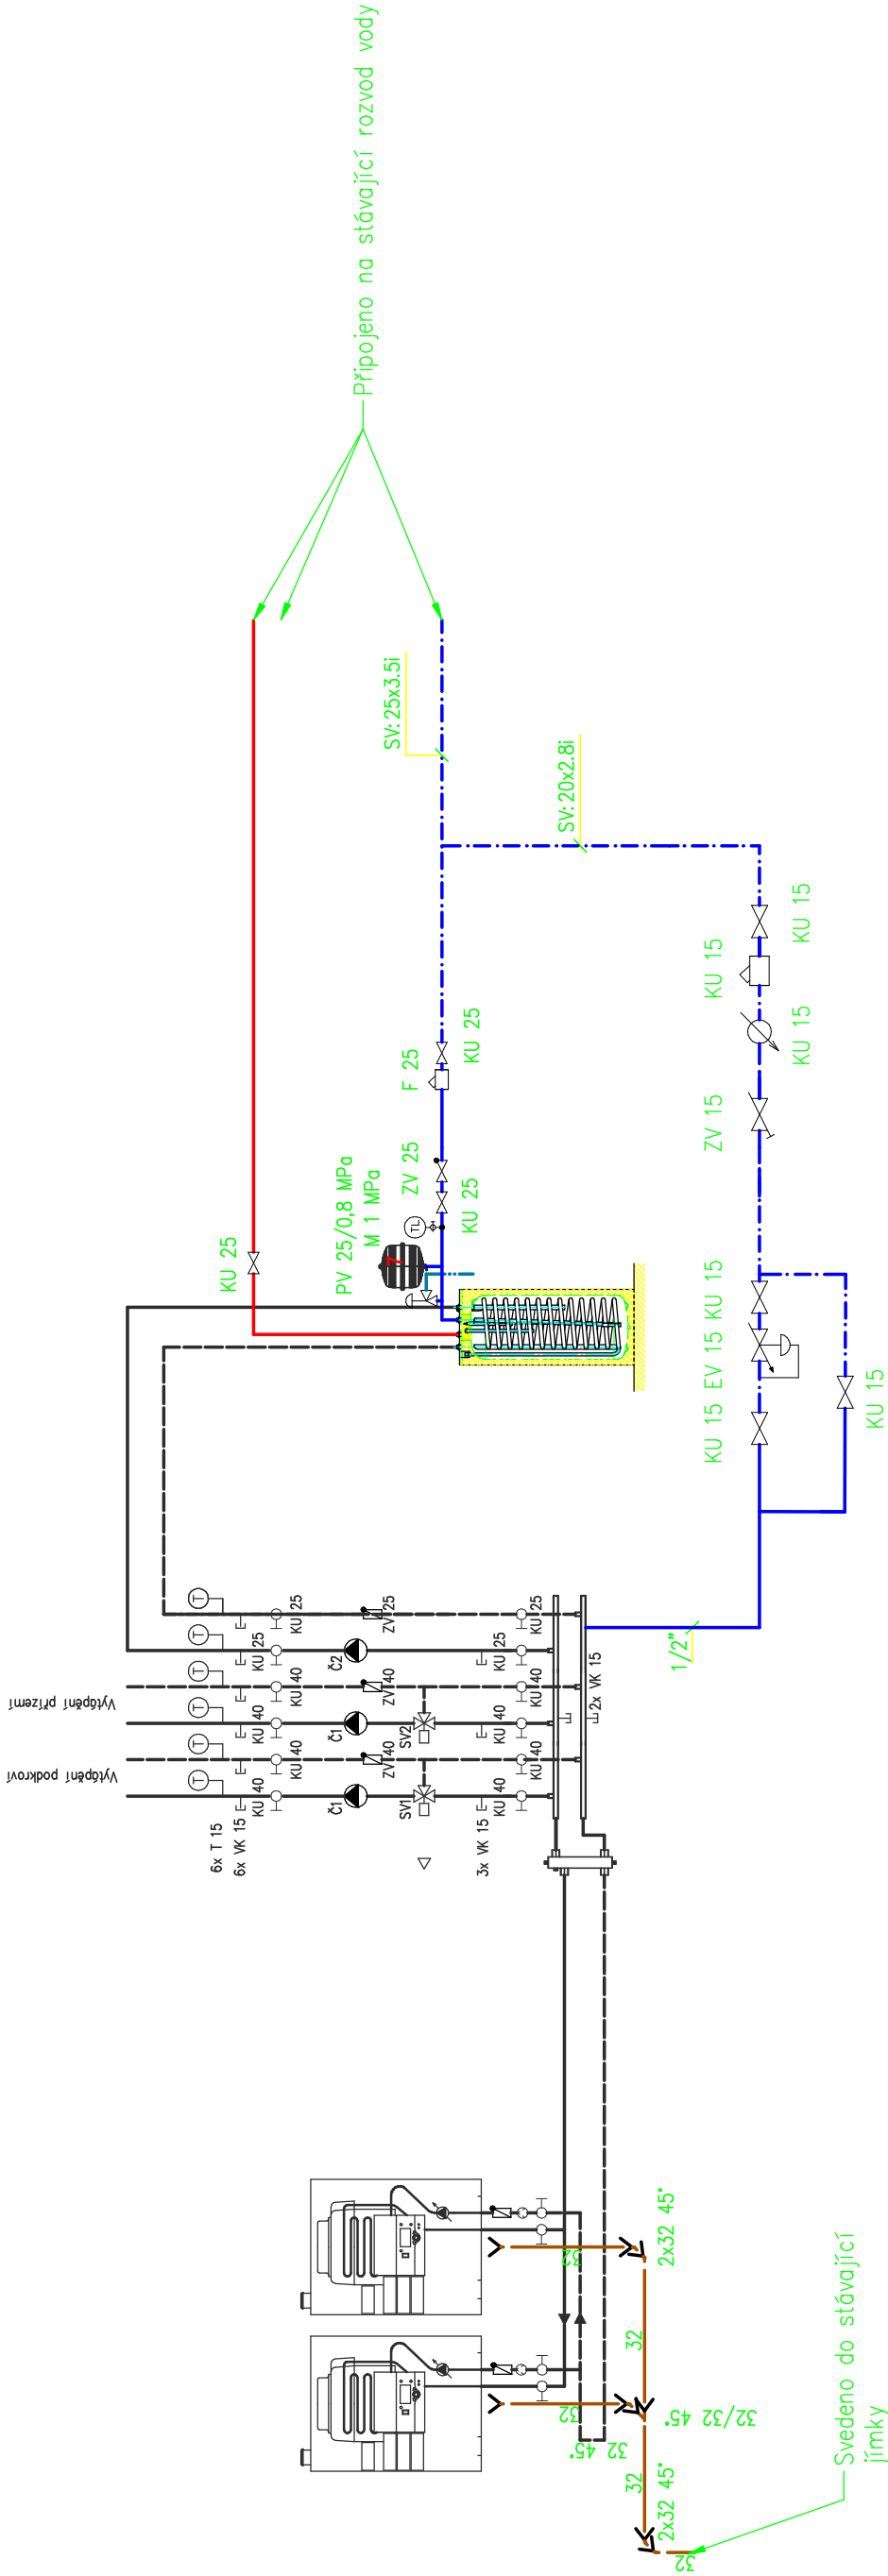 Připojeno na stávající rozvod vody
SV: 25x3.5i
SV: 20x2.8i
KU 15
KU 15
KU 15
ZV 15
KU 15
EV 15
KU 15
KU 15
F 25
KU 25
ZV 25
KU 25
PV 25/0,8 MPa
M 1 MPa
TL
7
KU 25
1/2"
2x VK 15
Vytápění přízemí
Vytápění podkroví
T
T
T
T
T
T
KU 25
KU 25
KU 40
KU 40
KU 40
KU 40
ZV 25
Č2
ZV 40
Č1
ZV 40
Č1
SV2
SV1
KU 25
KU 25
KU 40
KU 40
KU 40
KU 40
6x T 15
6x VK 15
3x VK 15
32
2x32 45°
32
32
32/32 45°
32 45°
32
2x32 45°
32
Svedeno do stávající
jímky